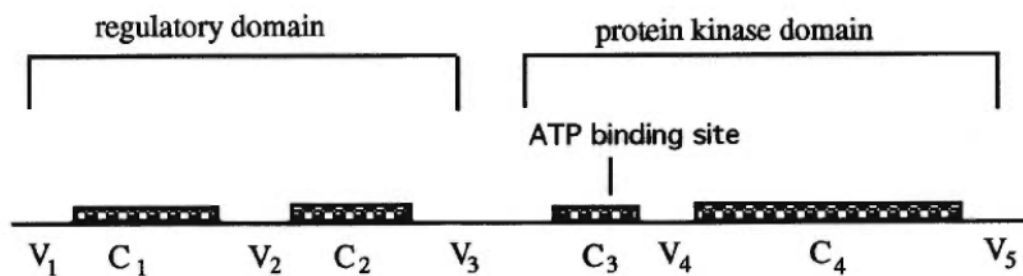 regulatory domain
protein kinase domain
ATP binding site
V1 C1 V2 C2 V3 C3 V4 C4 V5